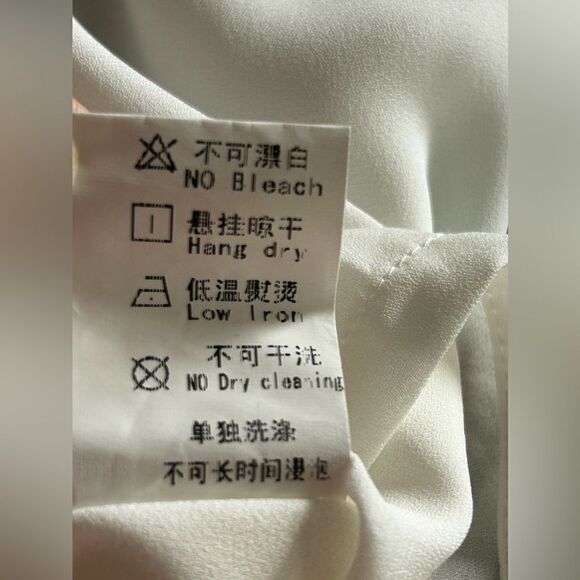 不可漂白
NO Bleach
悬挂晾干
Hang dry
低温熨烫
Low Iron
不可干洗
NO Dry cleaning
单独洗涤
不可长时间浸泡